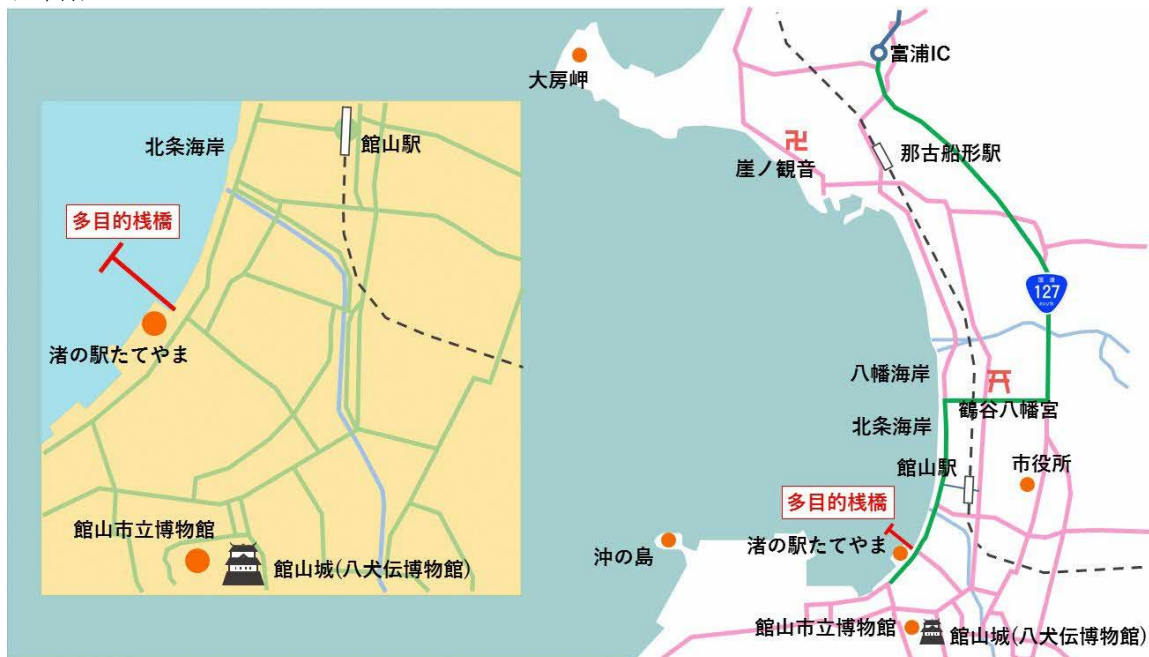 大房岬
富浦IC
那古船形駅
崖ノ観音
127
八幡海岸
鶴谷八幡宮
北条海岸
館山駅
市役所
多目的桟橋
渚の駅たてやま
沖の島
館山市立博物館
館山城(八犬伝博物館)
北条海岸
館山駅
多目的桟橋
渚の駅たてやま
館山市立博物館
館山城(八犬伝博物館)